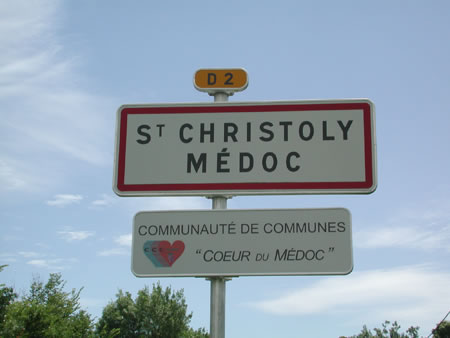 D 2
ST CHRISTOLY
MÉDOC
COMMUNAUTÉ DE COMMUNES
"COEUR DU MÉDOC"